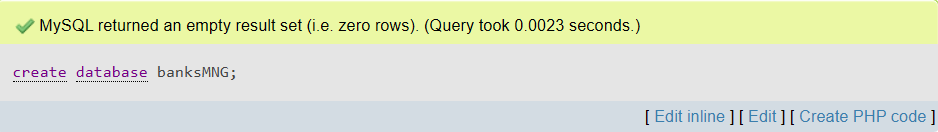 MySQL returned an empty result set (i.e. zero rows). (Query took 0.0023 seconds.)
create database banksMNG;
[ Edit inline ] [ Edit ] [ Create PHP code ]